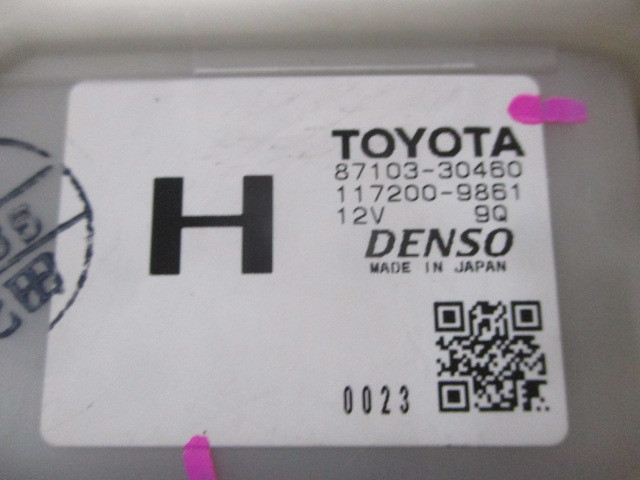 TOYOTA
87103-30460
117200-9861
12V 9Q
DENSO
MADE IN JAPAN
H
0023